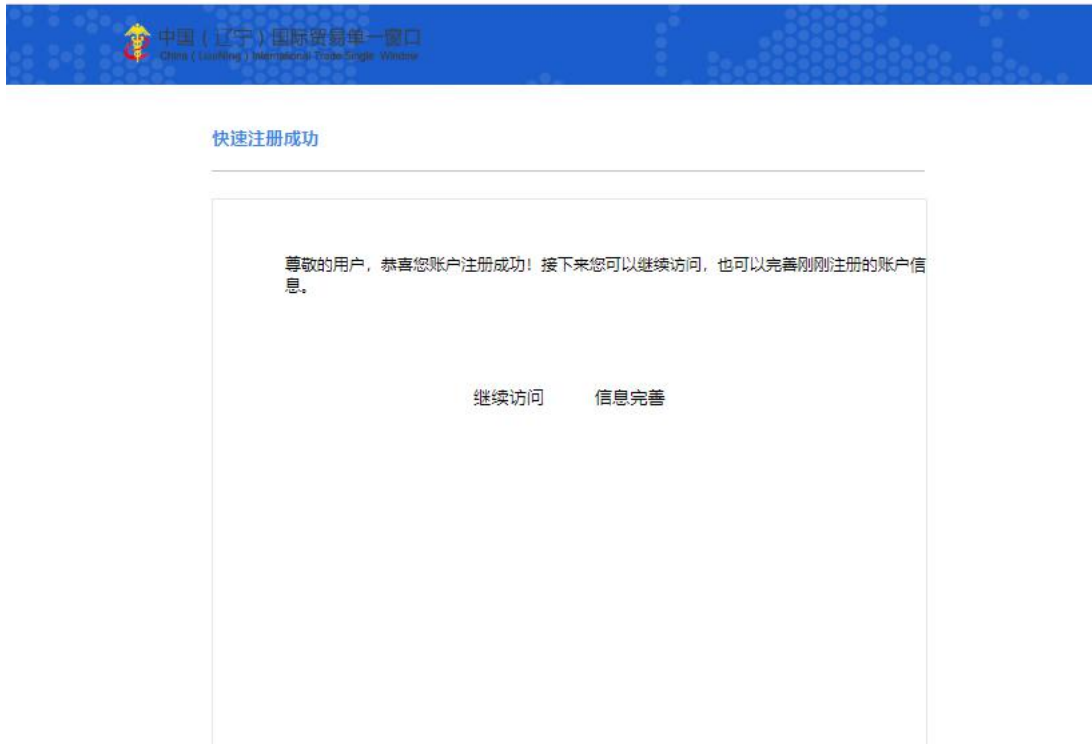 中国（辽宁）国际贸易单一窗口
China ( LiaoNing ) International Trade Single Window
快速注册成功
尊敬的用户，恭喜您账户注册成功！接下来您可以继续访问，也可以完善刚刚注册的账户信
息。
继续访问 信息完善